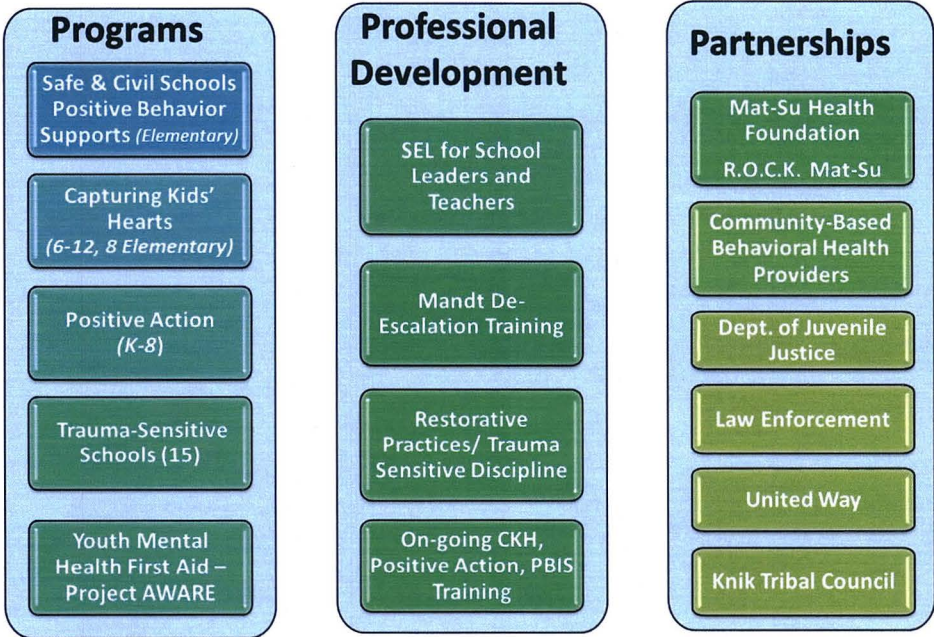 Programs
Safe & Civil Schools
Positive Behavior
Supports (Elementary)
Capturing Kids'
Hearts
(6-12, 8 Elementary)
Positive Action
(K-8)
Trauma-Sensitive
Schools (15)
Youth Mental
Health First Aid –
Project AWARE
Professional
Development
SEL for School
Leaders and
Teachers
Mandt De-
Escalation Training
Restorative
Practices/ Trauma
Sensitive Discipline
On-going CKH,
Positive Action, PBIS
Training
Partnerships
Mat-Su Health
Foundation
R.O.C.K. Mat-Su
Community-Based
Behavioral Health
Providers
Dept. of Juvenile
Justice
Law Enforcement
United Way
Knik Tribal Council